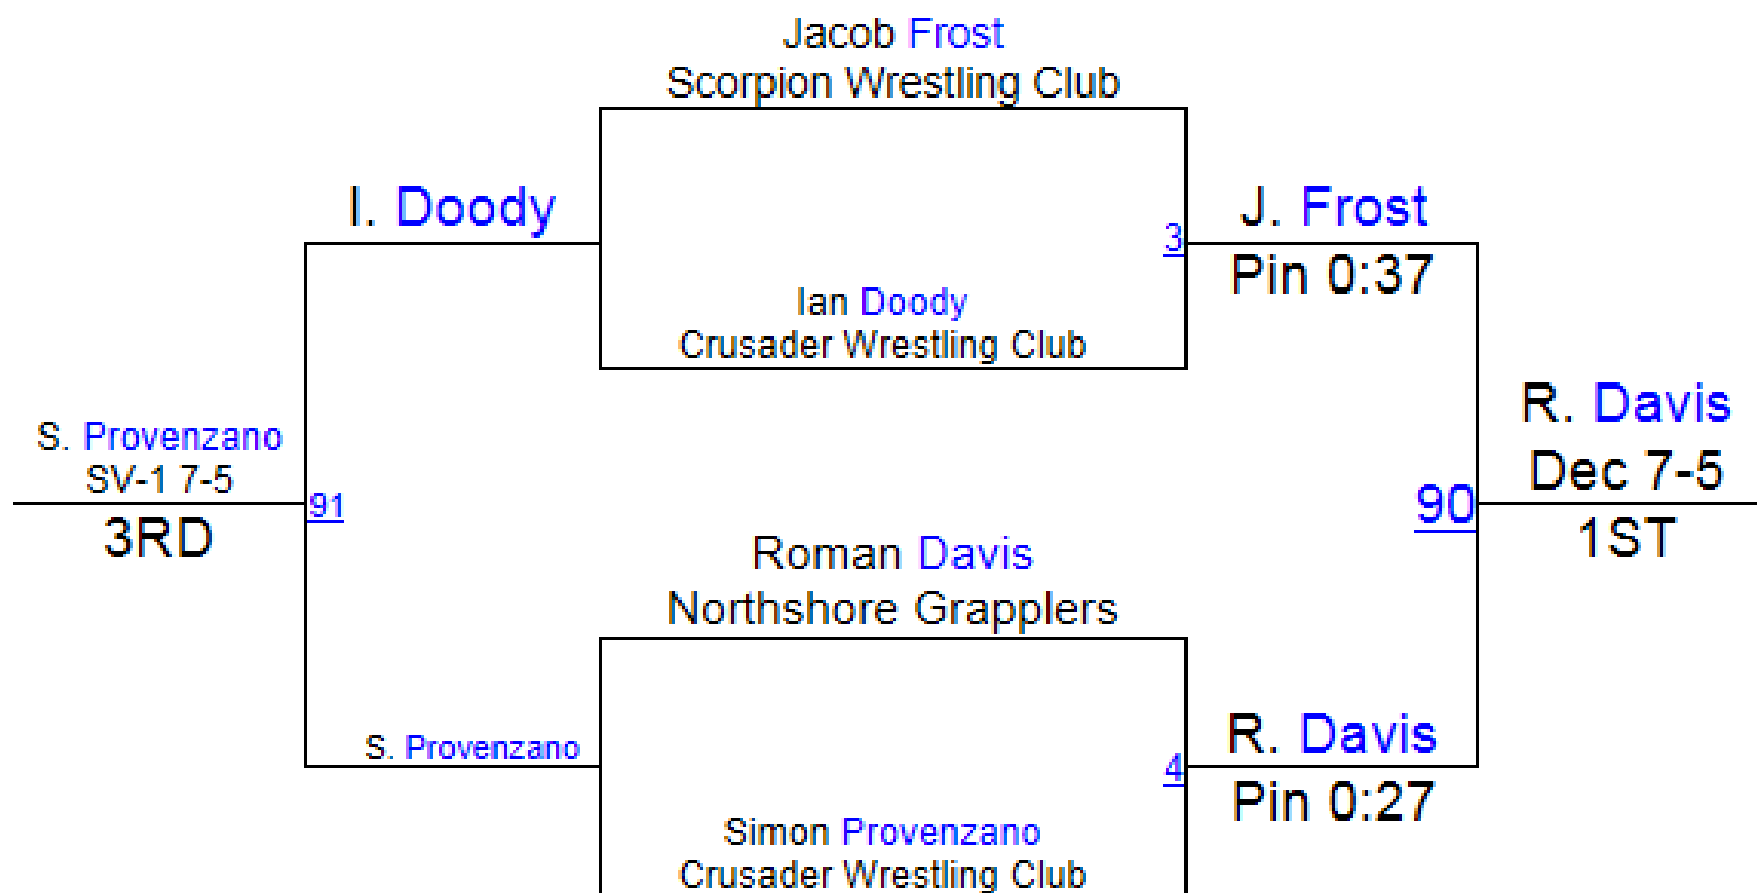 Jacob Frost
Scorpion Wrestling Club
I. Doody
J. Frost
3
Pin 0:37
Ian Doody
Crusader Wrestling Club
R. Davis
S. Provenzano
Dec 7-5
SV-1 7-5
91
90
3RD
1ST
Roman Davis
Northshore Grapplers
S. Provenzano
R. Davis
4
Pin 0:27
Simon Provenzano
Crusader Wrestling Club